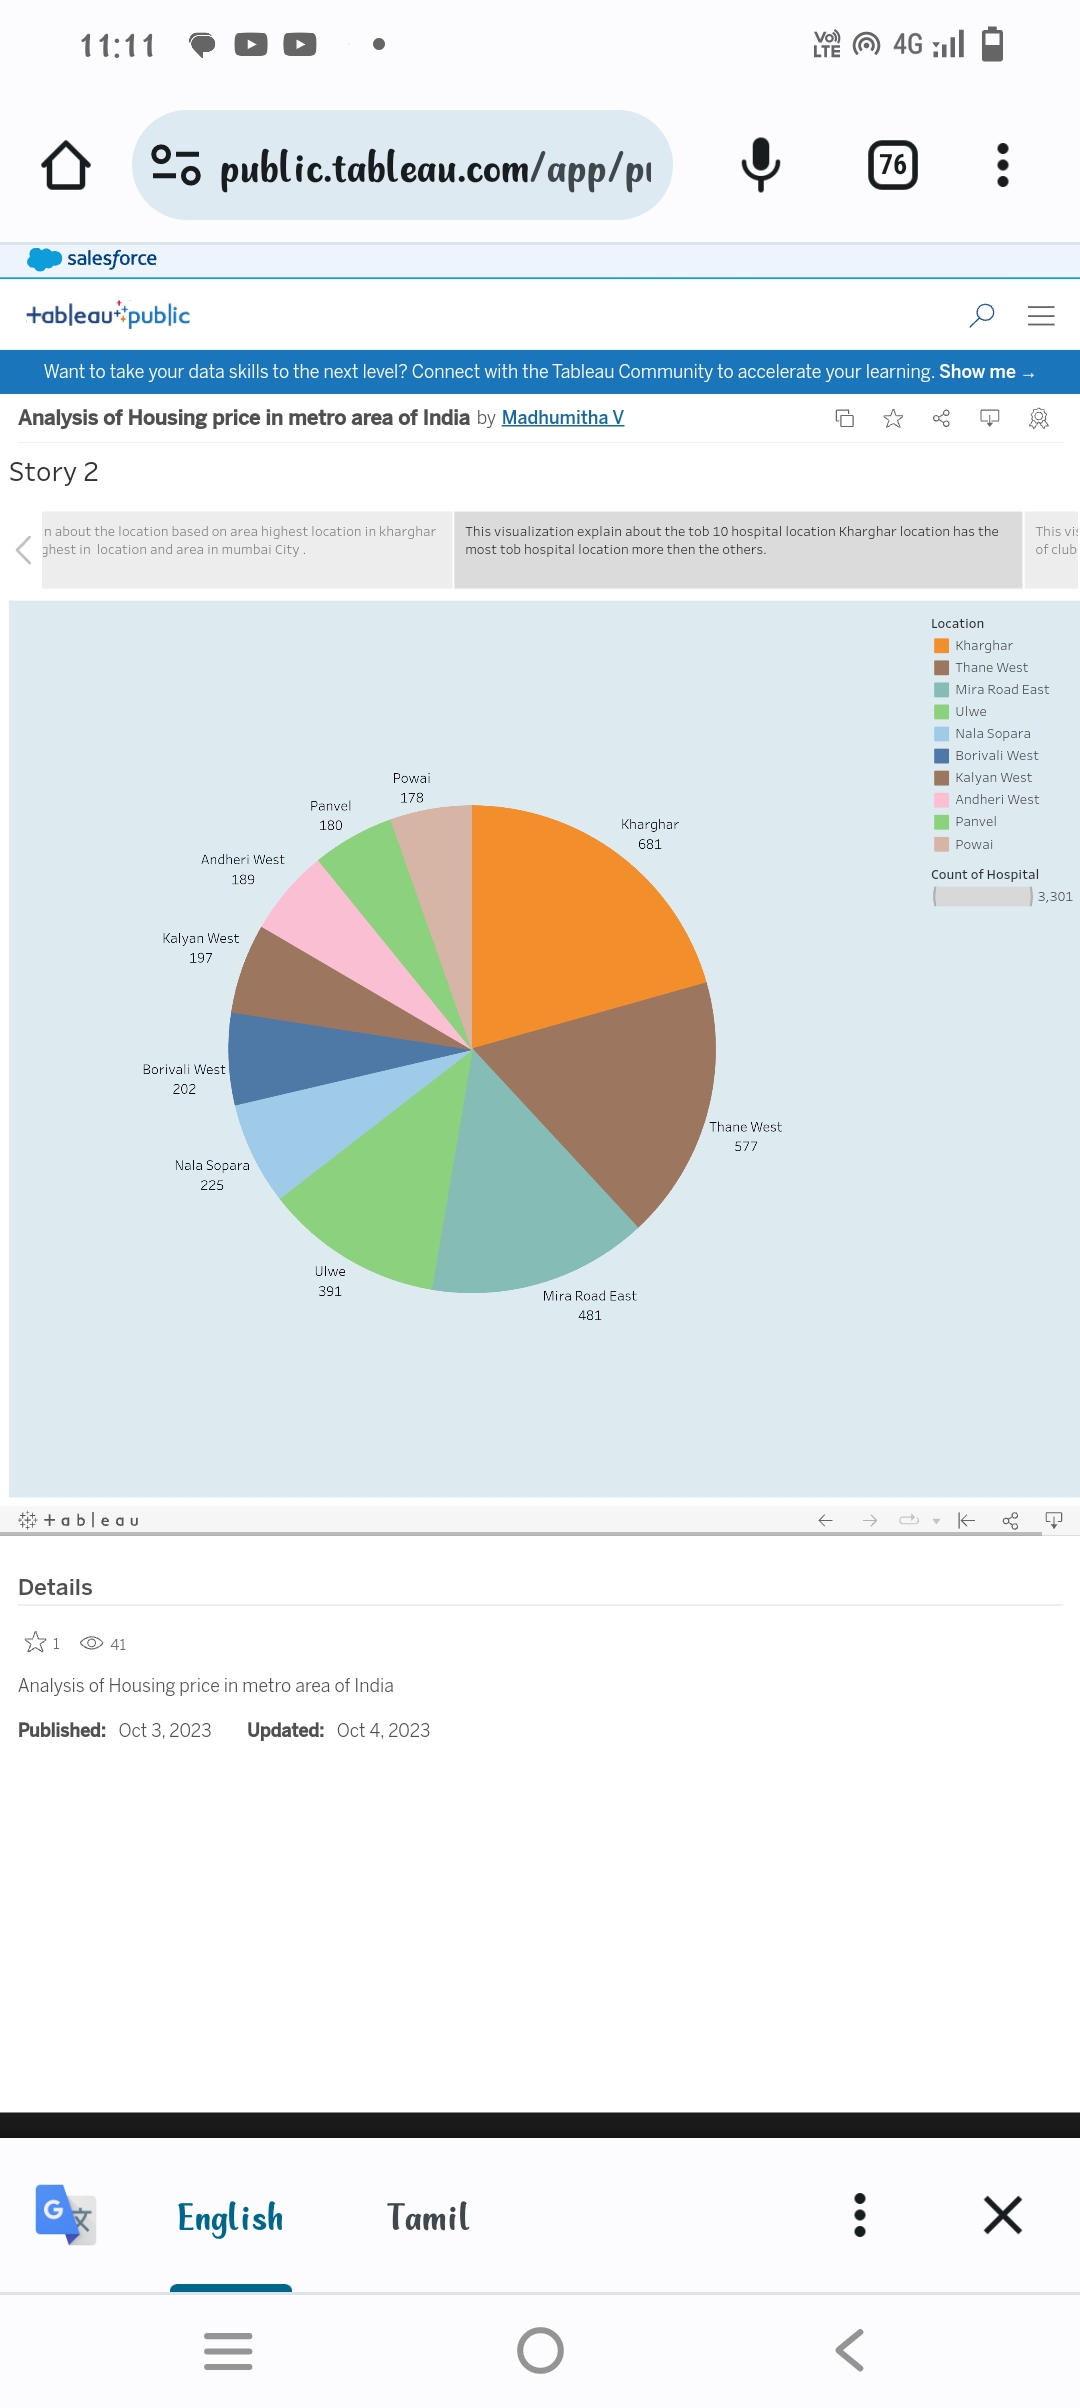 11:11
Vo)) LTE 4G
public.tableau.com/app/pu
76
salesforce
+ableau public
Want to take your data skills to the next level? Connect with the Tableau Community to accelerate your learning. Show me →
Analysis of Housing price in metro area of India by Madhumitha V
Story 2
n about the location based on area highest location in kharghar
ghest in location and area in mumbai City .
This visualization explain about the tob 10 hospital location Kharghar location has the
most tob hospital location more then the others.
This vis
of club
Location
Kharghar
Thane West
Mira Road East
Ulwe
Nala Sopara
Borivali West
Kalyan West
Andheri West
Panvel
Powai
Count of Hospital
3,301
Powai
178
Panvel
180
Kharghar
681
Andheri West
189
Kalyan West
197
Borivali West
202
Thane West
577
Nala Sopara
225
Ulwe
391
Mira Road East
481
+ableau
Details
1 41
Analysis of Housing price in metro area of India
Published: Oct 3, 2023 Updated: Oct 4, 2023
G 文
English Tamil